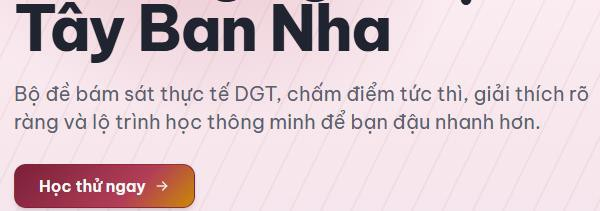 Tây Ban Nha
Bộ đề bám sát thực tế DGT, chấm điểm tức thì, giải thích rõ
ràng và lộ trình học thông minh để bạn đậu nhanh hơn.
Học thử ngay →